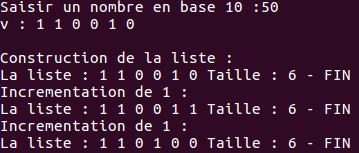 Saisir un nombre en base 10 :50
v : 1 1 0 0 1 0
Construction de la liste :
La liste : 1 1 0 0 1 0 Taille : 6 - FIN
Incrementation de 1 :
La liste : 1 1 0 0 1 1 Taille : 6 - FIN
Incrementation de 1 :
La liste : 1 1 0 1 0 0 Taille : 6 - FIN